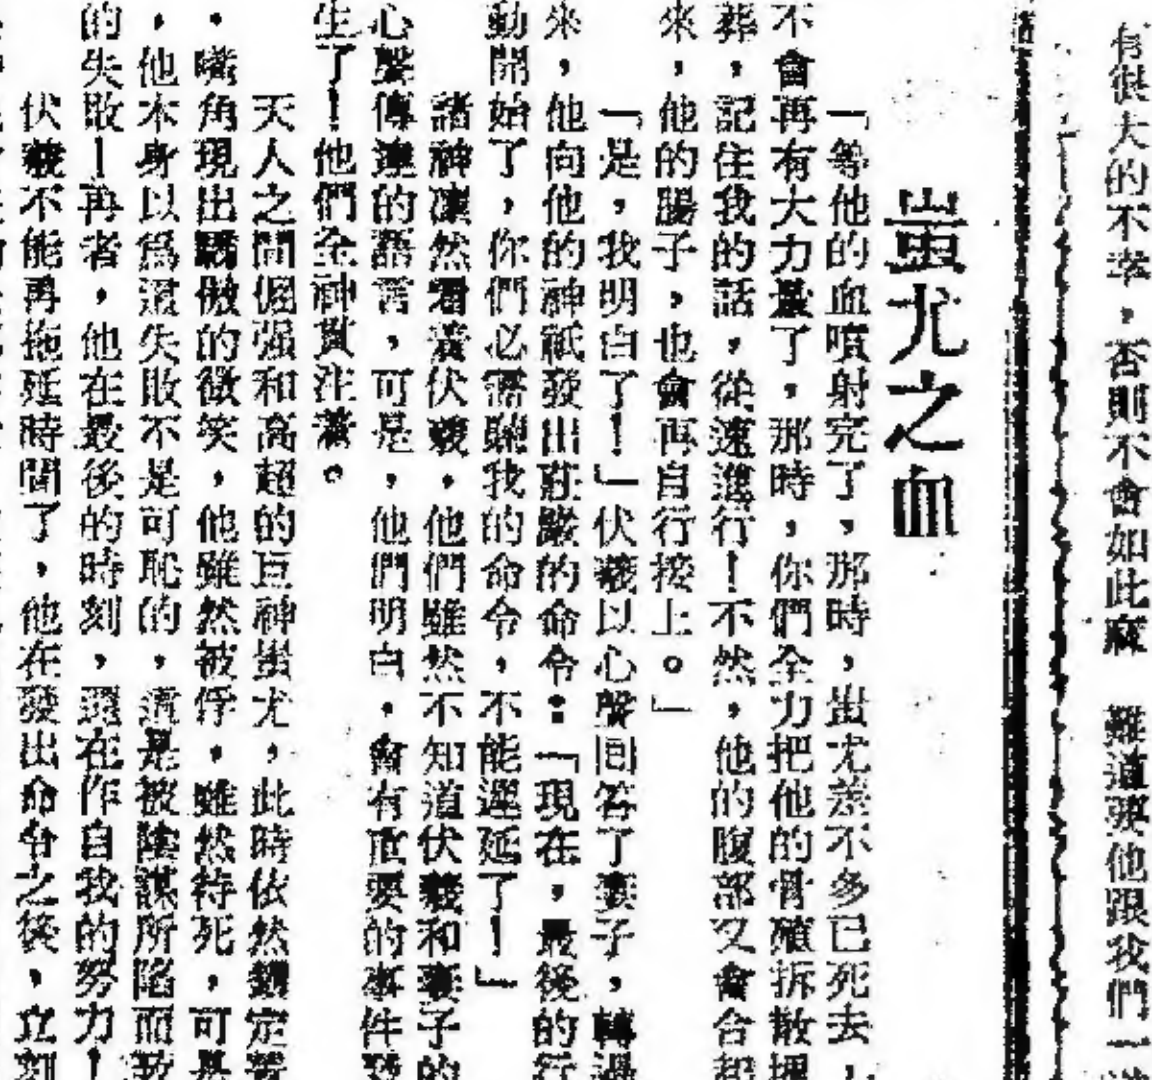 有很大的不幸，否則不會如此麻　難道要他跟我們一
蚩尤之血
「等他的血噴射完了，那時，蚩尤差不多已死去，
不會再有大力量了，那時，你們全力把他的骨殖拆散埋
葬，記住我的話，從速進行！不然，他的腹部又會合起
來，他的腸子，也會再自行接上。」
「是，我明白了！」伏羲以心聲回答了妻子，轉過
來，他向他的神祇發出莊嚴的命令：「現在，最後的行
動開始了，你們必需聽我的命令，不能遲延了！」
諸神凜然看着伏羲，他們雖然不知道伏羲和妻子的
心聲傳達的語言，可是，他們明白，會有重要的事件發
生了！他們全神貫注着。
天人之間倔强和高超的巨神蚩尤，此時依然鎮定着
，嘴角現出驕傲的微笑，他雖然被俘，雖然待死，可是
，他本身以爲這失敗不是可恥的，這是被陰謀所陷而致
的失敗！再者，他在最後的時刻，現在作自我的努力！
伏羲不能再拖延時間了，他在發出命令之後，立刻